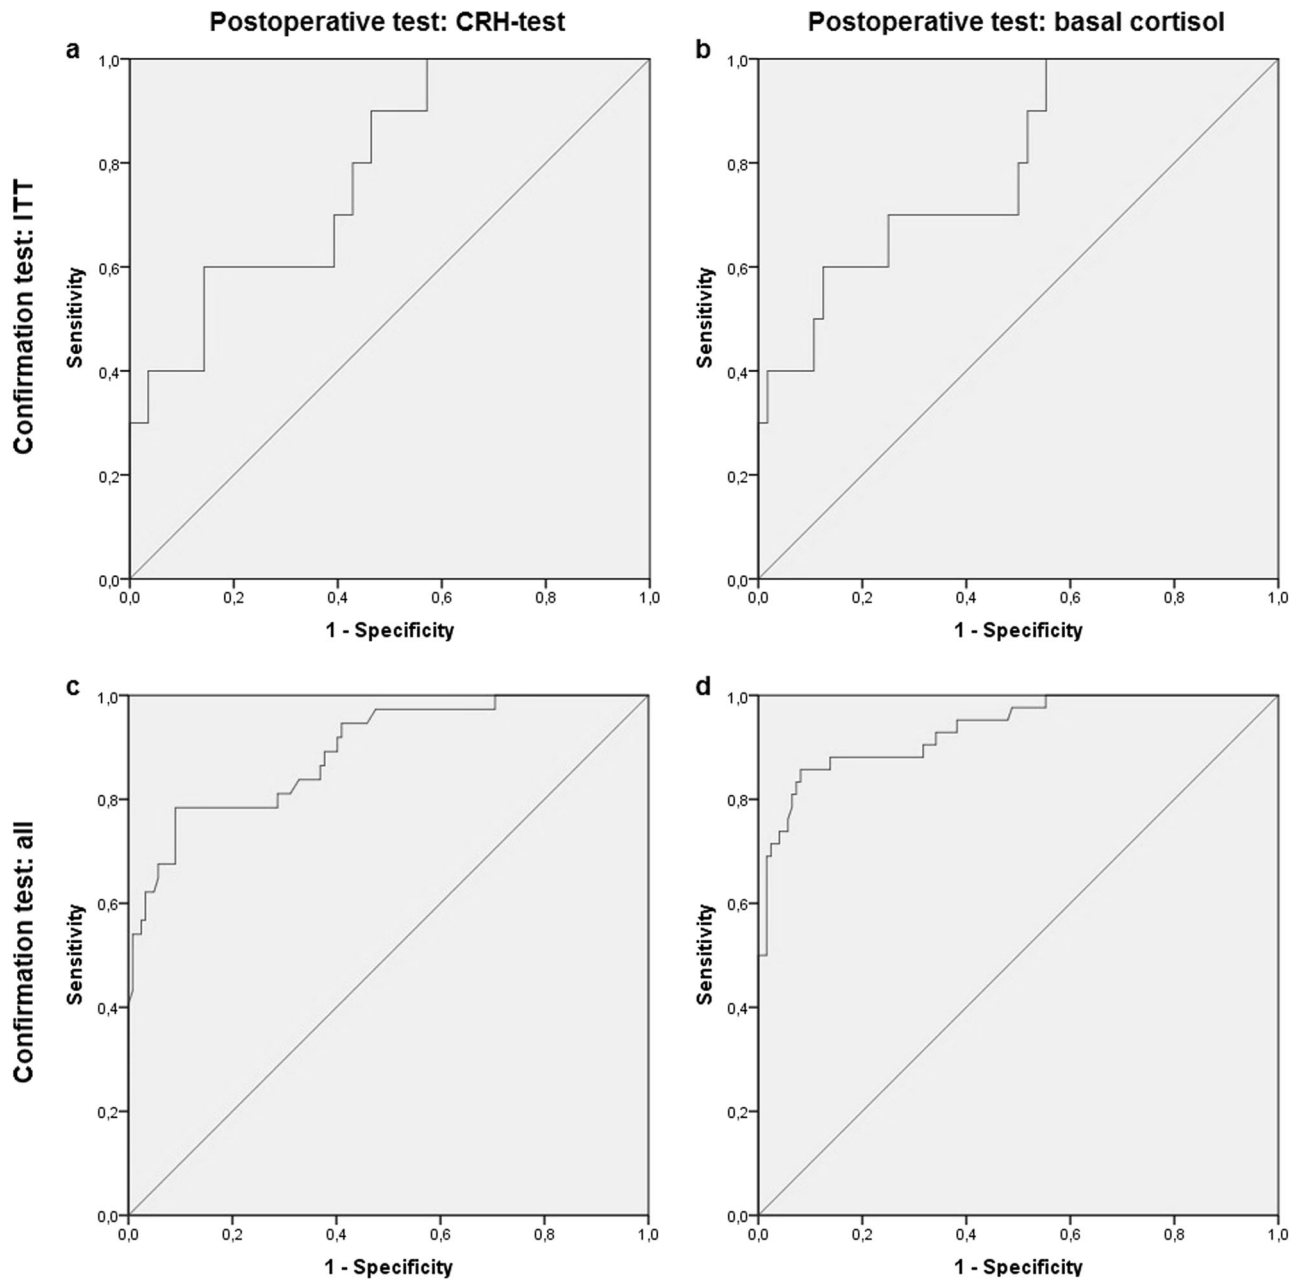 Postoperative test: CRH-test
Postoperative test: basal cortisol
Confirmation test: ITT
a
1,0
0,8
0,6
0,4
0,2
0,0
Sensitivity
0,0 0,2 0,4 0,6 0,8 1,0
1 - Specificity
b
1,0
0,8
0,6
0,4
0,2
0,0
Sensitivity
0,0 0,2 0,4 0,6 0,8 1,0
1 - Specificity
Confirmation test: all
c
1,0
0,8
0,6
0,4
0,2
0,0
Sensitivity
0,0 0,2 0,4 0,6 0,8 1,0
1 - Specificity
d
1,0
0,8
0,6
0,4
0,2
0,0
Sensitivity
0,0 0,2 0,4 0,6 0,8 1,0
1 - Specificity